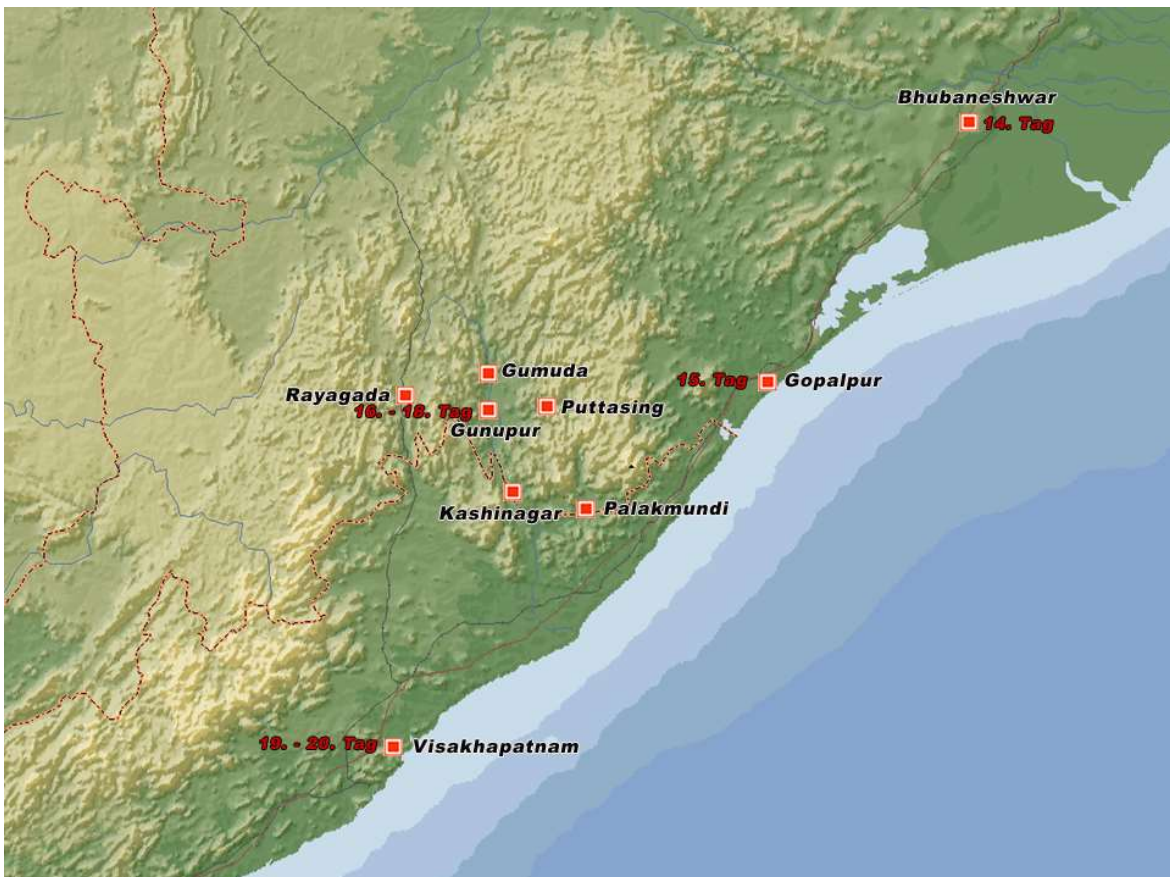 Bhubaneshwar
14. Tag
Gumuda
15. Tag
Gopalpur
Rayagada
16. - 18. Tag
Puttasing
Gunupur
Kashinagar
Palakmundi
19. - 20. Tag
Visakhapatnam